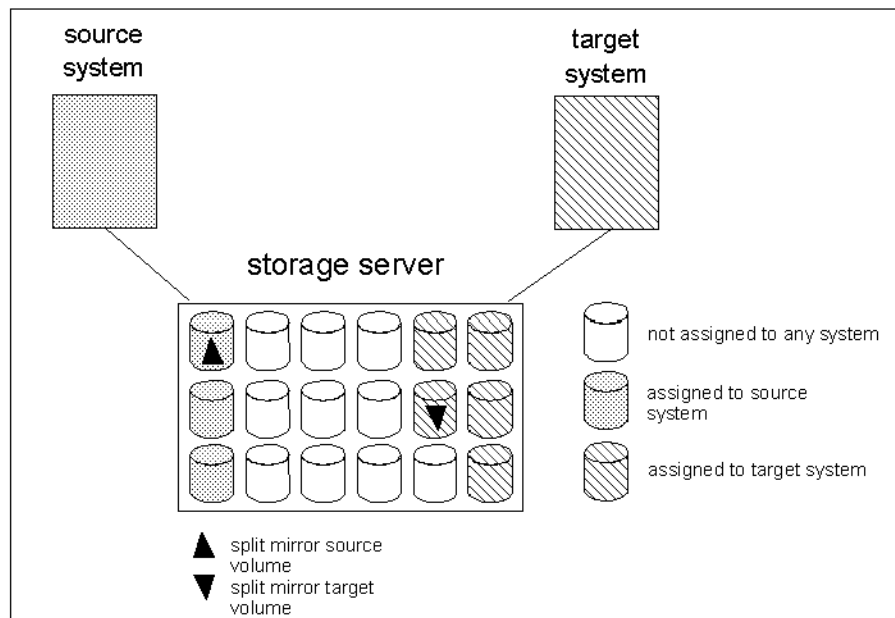 source
system
target
system
storage server
not assigned to any system
assigned to source
system
assigned to target system
split mirror source
volume
split mirror target
volume